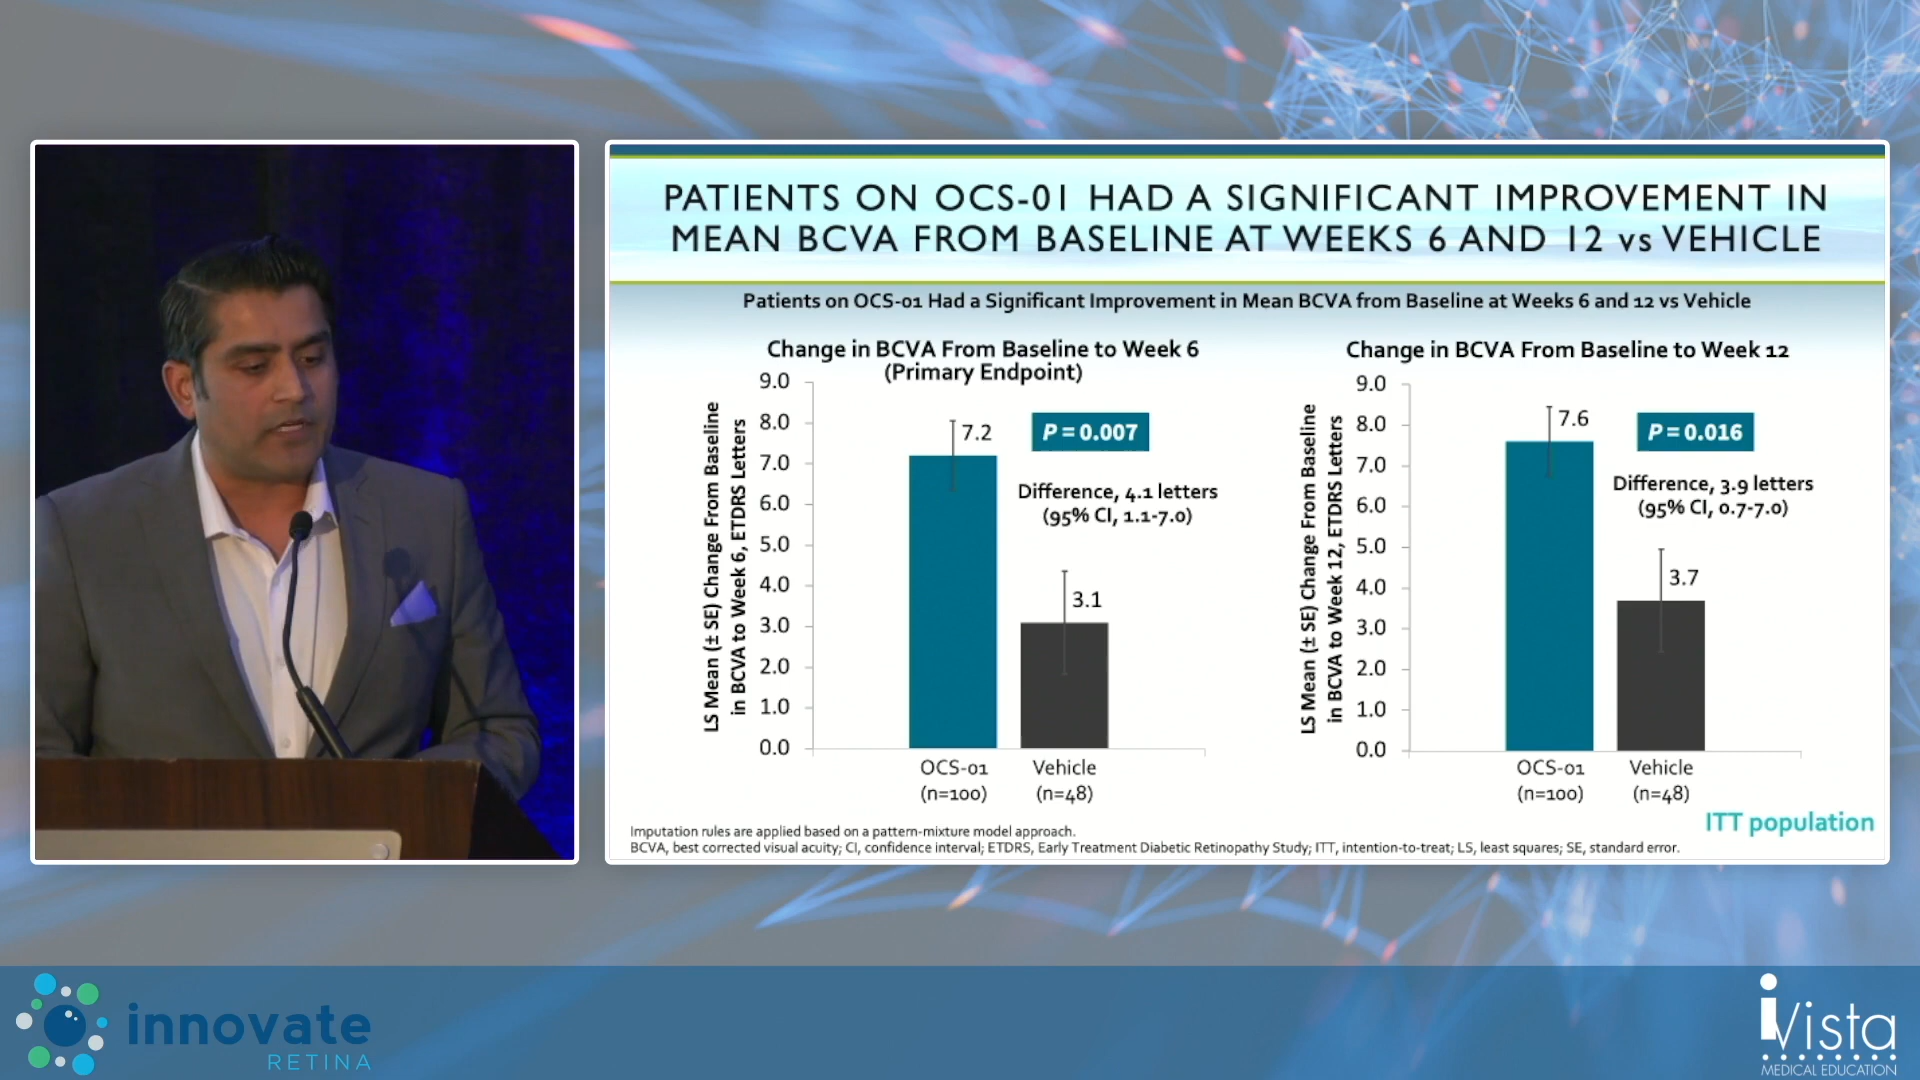 PATIENTS ON OCS-01 HAD A SIGNIFICANT IMPROVEMENT IN
MEAN BCVA FROM BASELINE AT WEEKS 6 AND 12 vs VEHICLE
Patients on OCS-01 Had a Significant Improvement in Mean BCVA from Baseline at Weeks 6 and 12 vs Vehicle
Change in BCVA From Baseline to Week 6
(Primary Endpoint)
LS Mean (± SE) Change From Baseline
in BCVA to Week 6, ETDRS Letters
9.0
8.0
7.0
6.0
5.0
4.0
3.0
2.0
1.0
0.0
7.2
P = 0.007
Difference, 4.1 letters
(95% CI, 1.1-7.0)
3.1
OCS-01
(n=100)
Vehicle
(n=48)
Change in BCVA From Baseline to Week 12
LS Mean (± SE) Change From Baseline
in BCVA to Week 12, ETDRS Letters
9.0
8.0
7.0
6.0
5.0
4.0
3.0
2.0
1.0
0.0
7.6
P = 0.016
Difference, 3.9 letters
(95% CI, 0.7-7.0)
3.7
OCS-01
(n=100)
Vehicle
(n=48)
ITT population
Imputation rules are applied based on a pattern-mixture model approach.
BCVA, best corrected visual acuity; CI, confidence interval; ETDRS, Early Treatment Diabetic Retinopathy Study; ITT, intention-to-treat; LS, least squares; SE, standard error.
innovate
RETINA
iVista
MEDICAL EDUCATION